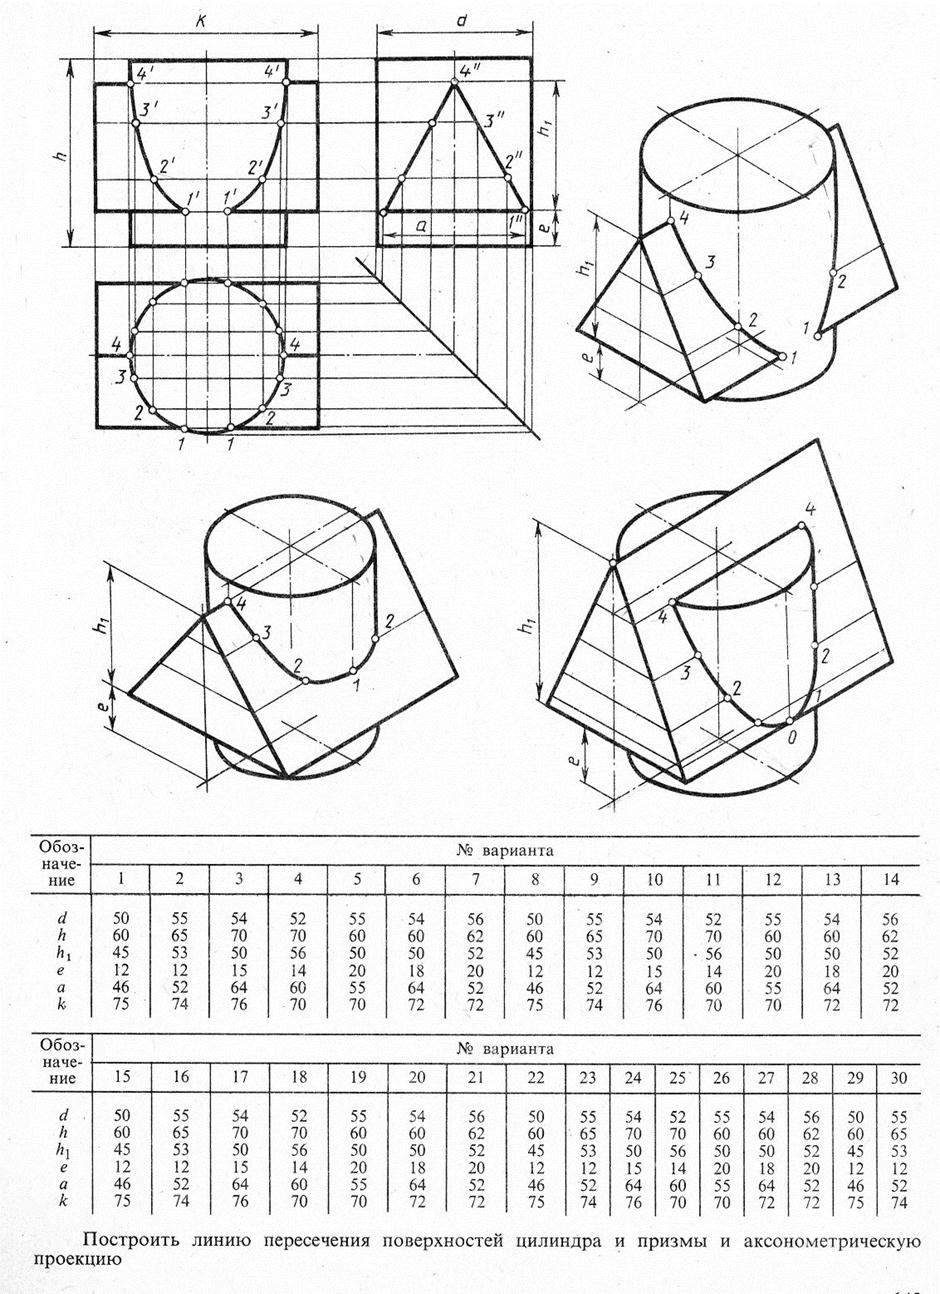 K
d
4' 4' 4"
3' 3' 3"
h h₁
2' 2' 2"
1' 1' 1"
a e
4 4
3 3
2 2
1 1
4
h₁ 3 2
2 1
e 1
4
h₁ 3 2
2 1
e
4
h₁ 4
3 2
2 1
e 0
Обоз-
наче-
ние
№ варианта
1 2 3 4 5 6 7 8 9 10 11 12 13 14
d 50 55 54 52 55 54 56 50 55 54 52 55 54 56
h 60 65 70 70 60 60 62 60 65 70 70 60 60 62
h₁ 45 53 50 56 50 50 52 45 53 50 56 50 50 52
e 12 12 15 14 20 18 20 12 12 15 14 20 18 20
a 46 52 64 60 55 64 52 46 52 64 60 55 64 52
k 75 74 76 70 70 72 72 75 74 76 70 70 72 72
Обоз-
наче-
ние
№ варианта
15 16 17 18 19 20 21 22 23 24 25 26 27 28 29 30
d 50 55 54 52 55 54 56 50 55 54 52 55 54 56 50 55
h 60 65 70 70 60 60 62 60 65 70 70 60 60 62 60 65
h₁ 45 53 50 56 50 50 52 45 53 50 56 50 50 52 45 53
e 12 12 15 14 20 18 20 12 12 15 14 20 18 20 12 12
a 46 52 64 60 55 64 52 46 52 64 60 55 64 52 46 52
k 75 74 76 70 70 72 72 75 74 76 70 70 72 72 75 74
Построить линию пересечения поверхностей цилиндра и призмы и аксонометрическую
проекцию